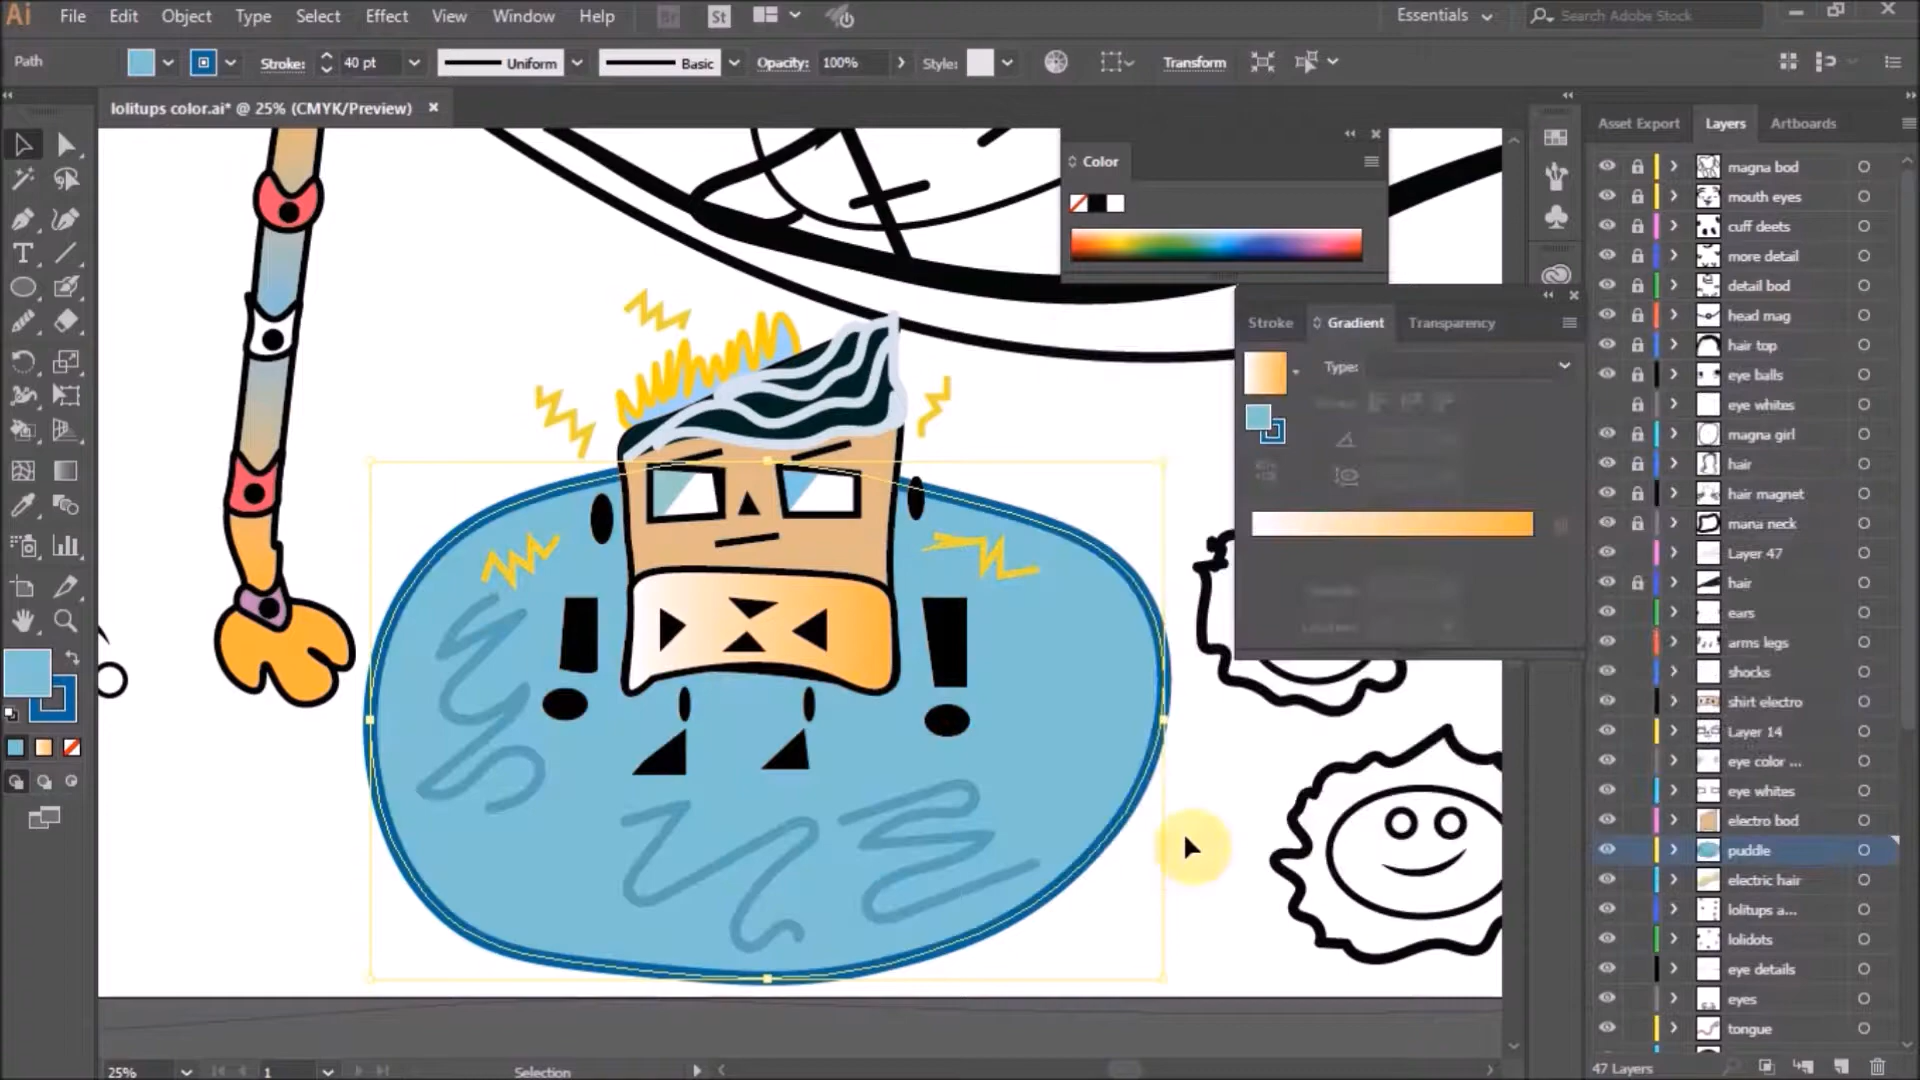 Ai File Edit Object Type Select Effect View Window Help Br St Essentials Search Adobe Stock
Path Stroke: 40 pt Uniform Basic Opacity: 100% Style: Transform
lolitups color.ai* @ 25% (CMYK/Preview)
Color
Stroke Gradient Transparency
Type:
Asset Export Layers Artboards
magna bod
mouth eyes
cuff deets
more detail
detail bod
head mag
hair top
eye balls
eye whites
magna girl
hair
hair magnet
mana neck
Layer 47
hair
ears
arms legs
shocks
shirt electro
Layer 14
eye color ...
eye whites
electro bod
puddle
electric hair
lolitups a...
lolidots
eye details
eyes
tongue
47 Layers
25% 1 Selection